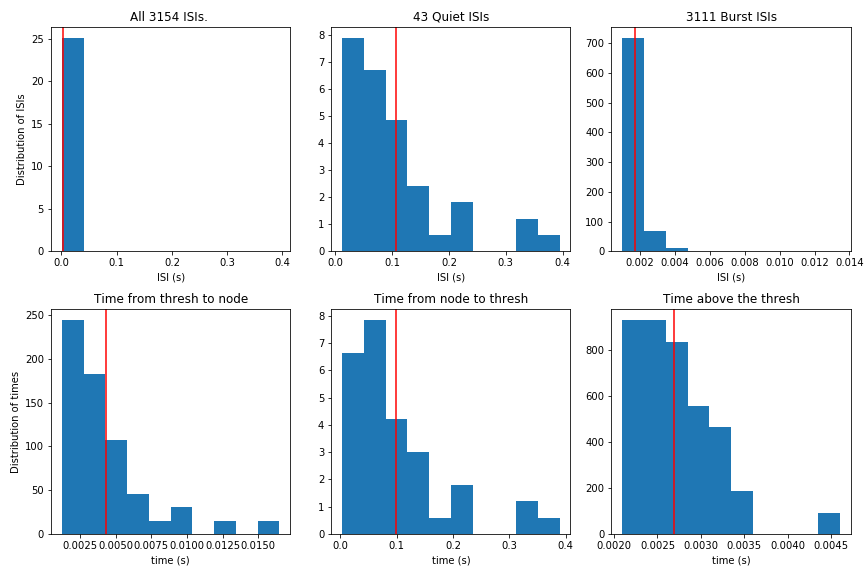 All 3154 ISIs.
43 Quiet ISIs
3111 Burst ISIs
Distribution of ISIs
25
20
15
10
5
0
0.0 0.1 0.2 0.3 0.4
ISI (s)
8
7
6
5
4
3
2
1
0
0.0 0.1 0.2 0.3 0.4
ISI (s)
700
600
500
400
300
200
100
0
0.002 0.004 0.006 0.008 0.010 0.012 0.014
ISI (s)
Time from thresh to node
Time from node to thresh
Time above the thresh
Distribution of times
250
200
150
100
50
0
0.0025 0.0050 0.0075 0.0100 0.0125 0.0150
time (s)
8
7
6
5
4
3
2
1
0
0.0 0.1 0.2 0.3 0.4
time (s)
800
600
400
200
0
0.0020 0.0025 0.0030 0.0035 0.0040 0.0045
time (s)